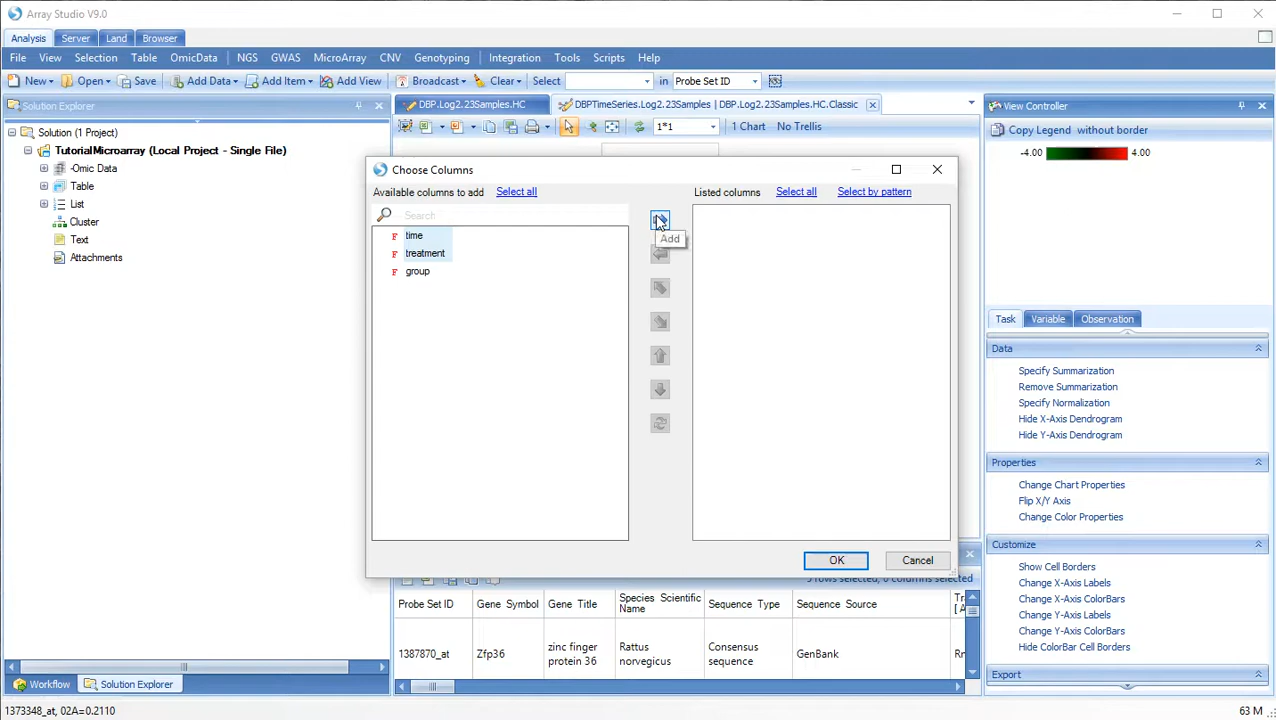 Array Studio V9.0
Analysis Server Land Browser
File View Selection Table OmicData NGS GWAS MicroArray CNV Genotyping Integration Tools Scripts Help
New Open Save Add Data Add Item Add View Broadcast Clear Select in Probe Set ID
Solution Explorer
DBP.Log2.23Samples.HC DBPTimeSeries.Log2.23Samples | DBP.Log2.23Samples.HC.Classic
View Controller
1*1 1 Chart No Trellis
Copy Legend without border
-4.00 4.00
Solution (1 Project)
TutorialMicroarray (Local Project - Single File)
-Omic Data
Table
List
Cluster
Text
Attachments
Choose Columns
Available columns to add Select all
Listed columns Select all Select by pattern
Search
time
treatment
group
Add
OK Cancel
Task Variable Observation
Data
Specify Summarization
Remove Summarization
Specify Normalization
Hide X-Axis Dendrogram
Hide Y-Axis Dendrogram
Properties
Change Chart Properties
Flip X/Y Axis
Change Color Properties
Customize
Show Cell Borders
Change X-Axis Labels
Change X-Axis ColorBars
Change Y-Axis Labels
Change Y-Axis ColorBars
Hide ColorBar Cell Borders
Export
rows selected, 0 columns selected
Probe Set ID Gene Symbol Gene Title Species Scientific Name Sequence Type Sequence Source
1387870_at Zfp36 zinc finger protein 36 Rattus norvegicus Consensus sequence GenBank
Workflow Solution Explorer
1373348_at, 02A=0.2110
63 M